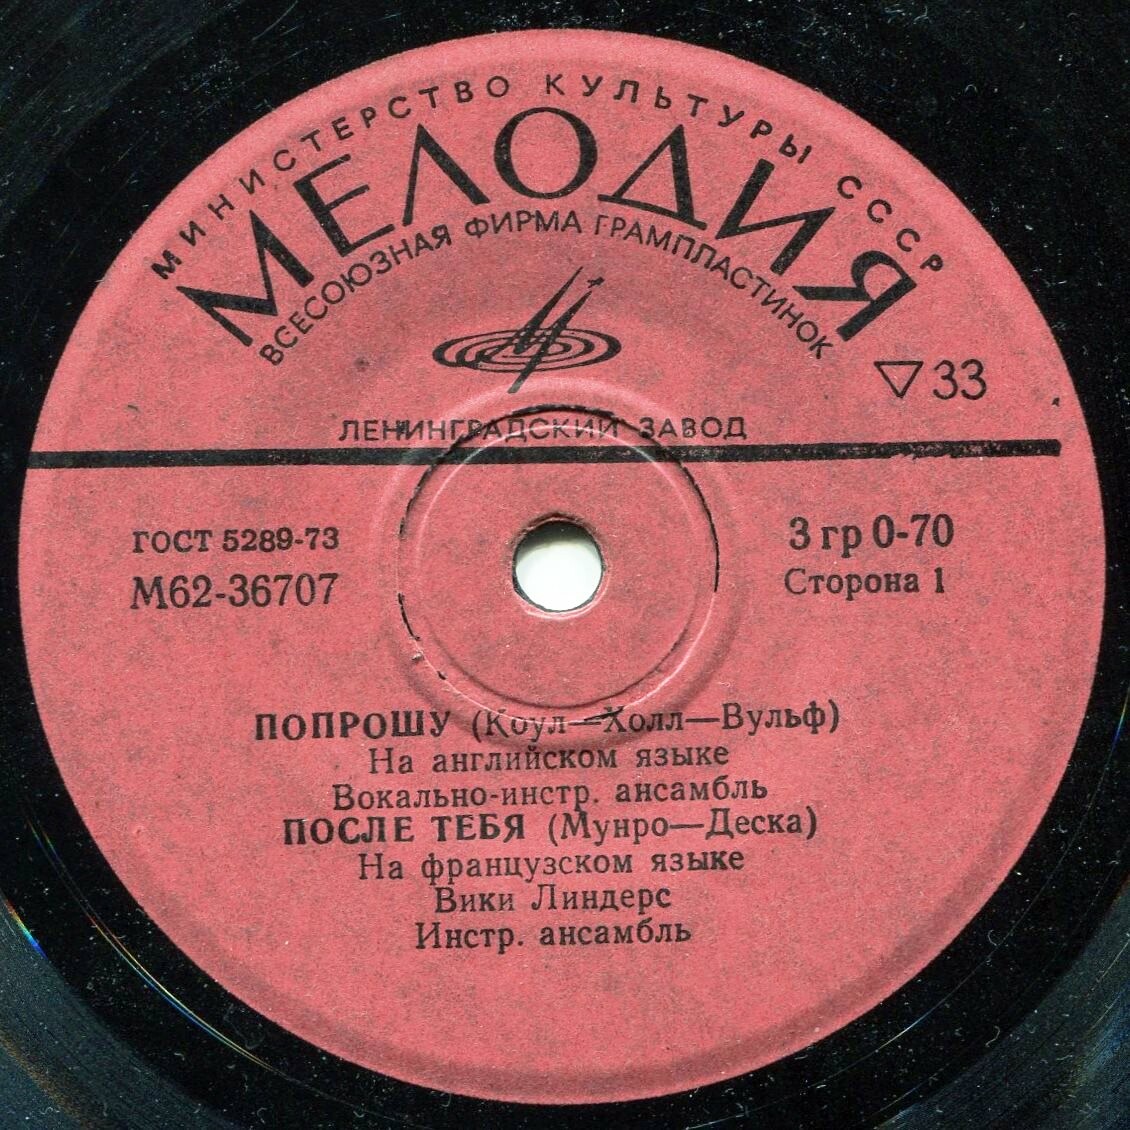 МИНИСТЕРСТВО КУЛЬТУРЫ СССР
МЕЛОДИЯ
ВСЕСОЮЗНАЯ ФИРМА ГРАМПЛАСТИНОК
▽33
ЛЕНИНГРАДСКИЙ ЗАВОД
ГОСТ 5289-73
М62-36707
3 гр 0-70
Сторона 1
ПОПРОШУ (Коул—Холл—Вульф)
На английском языке
Вокально-инстр. ансамбль
ПОСЛЕ ТЕБЯ (Мунро—Деска)
На французском языке
Вики Линдерс
Инстр. ансамбль